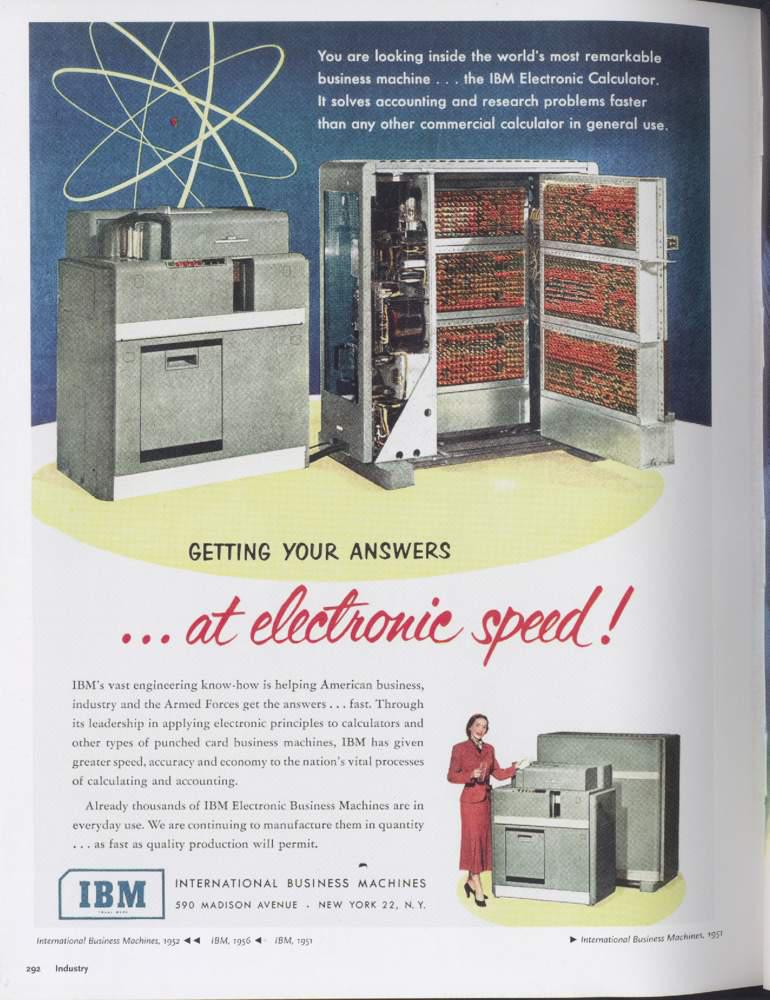 You are looking inside the world's most remarkable
business machine . . . the IBM Electronic Calculator.
It solves accounting and research problems faster
than any other commercial calculator in general use.
GETTING YOUR ANSWERS
... at electronic speed!
IBM's vast engineering know-how is helping American business,
industry and the Armed Forces get the answers . . . fast. Through
its leadership in applying electronic principles to calculators and
other types of punched card business machines, IBM has given
greater speed, accuracy and economy to the nation's vital processes
of calculating and accounting.
Already thousands of IBM Electronic Business Machines are in
everyday use. We are continuing to manufacture them in quantity
. . . as fast as quality production will permit.
IBM
TRADE MARK
INTERNATIONAL BUSINESS MACHINES
590 MADISON AVENUE · NEW YORK 22, N. Y.
International Business Machines, 1952 ◄◄ IBM, 1956 ◄ IBM, 1951
► International Business Machines, 1951
292 Industry